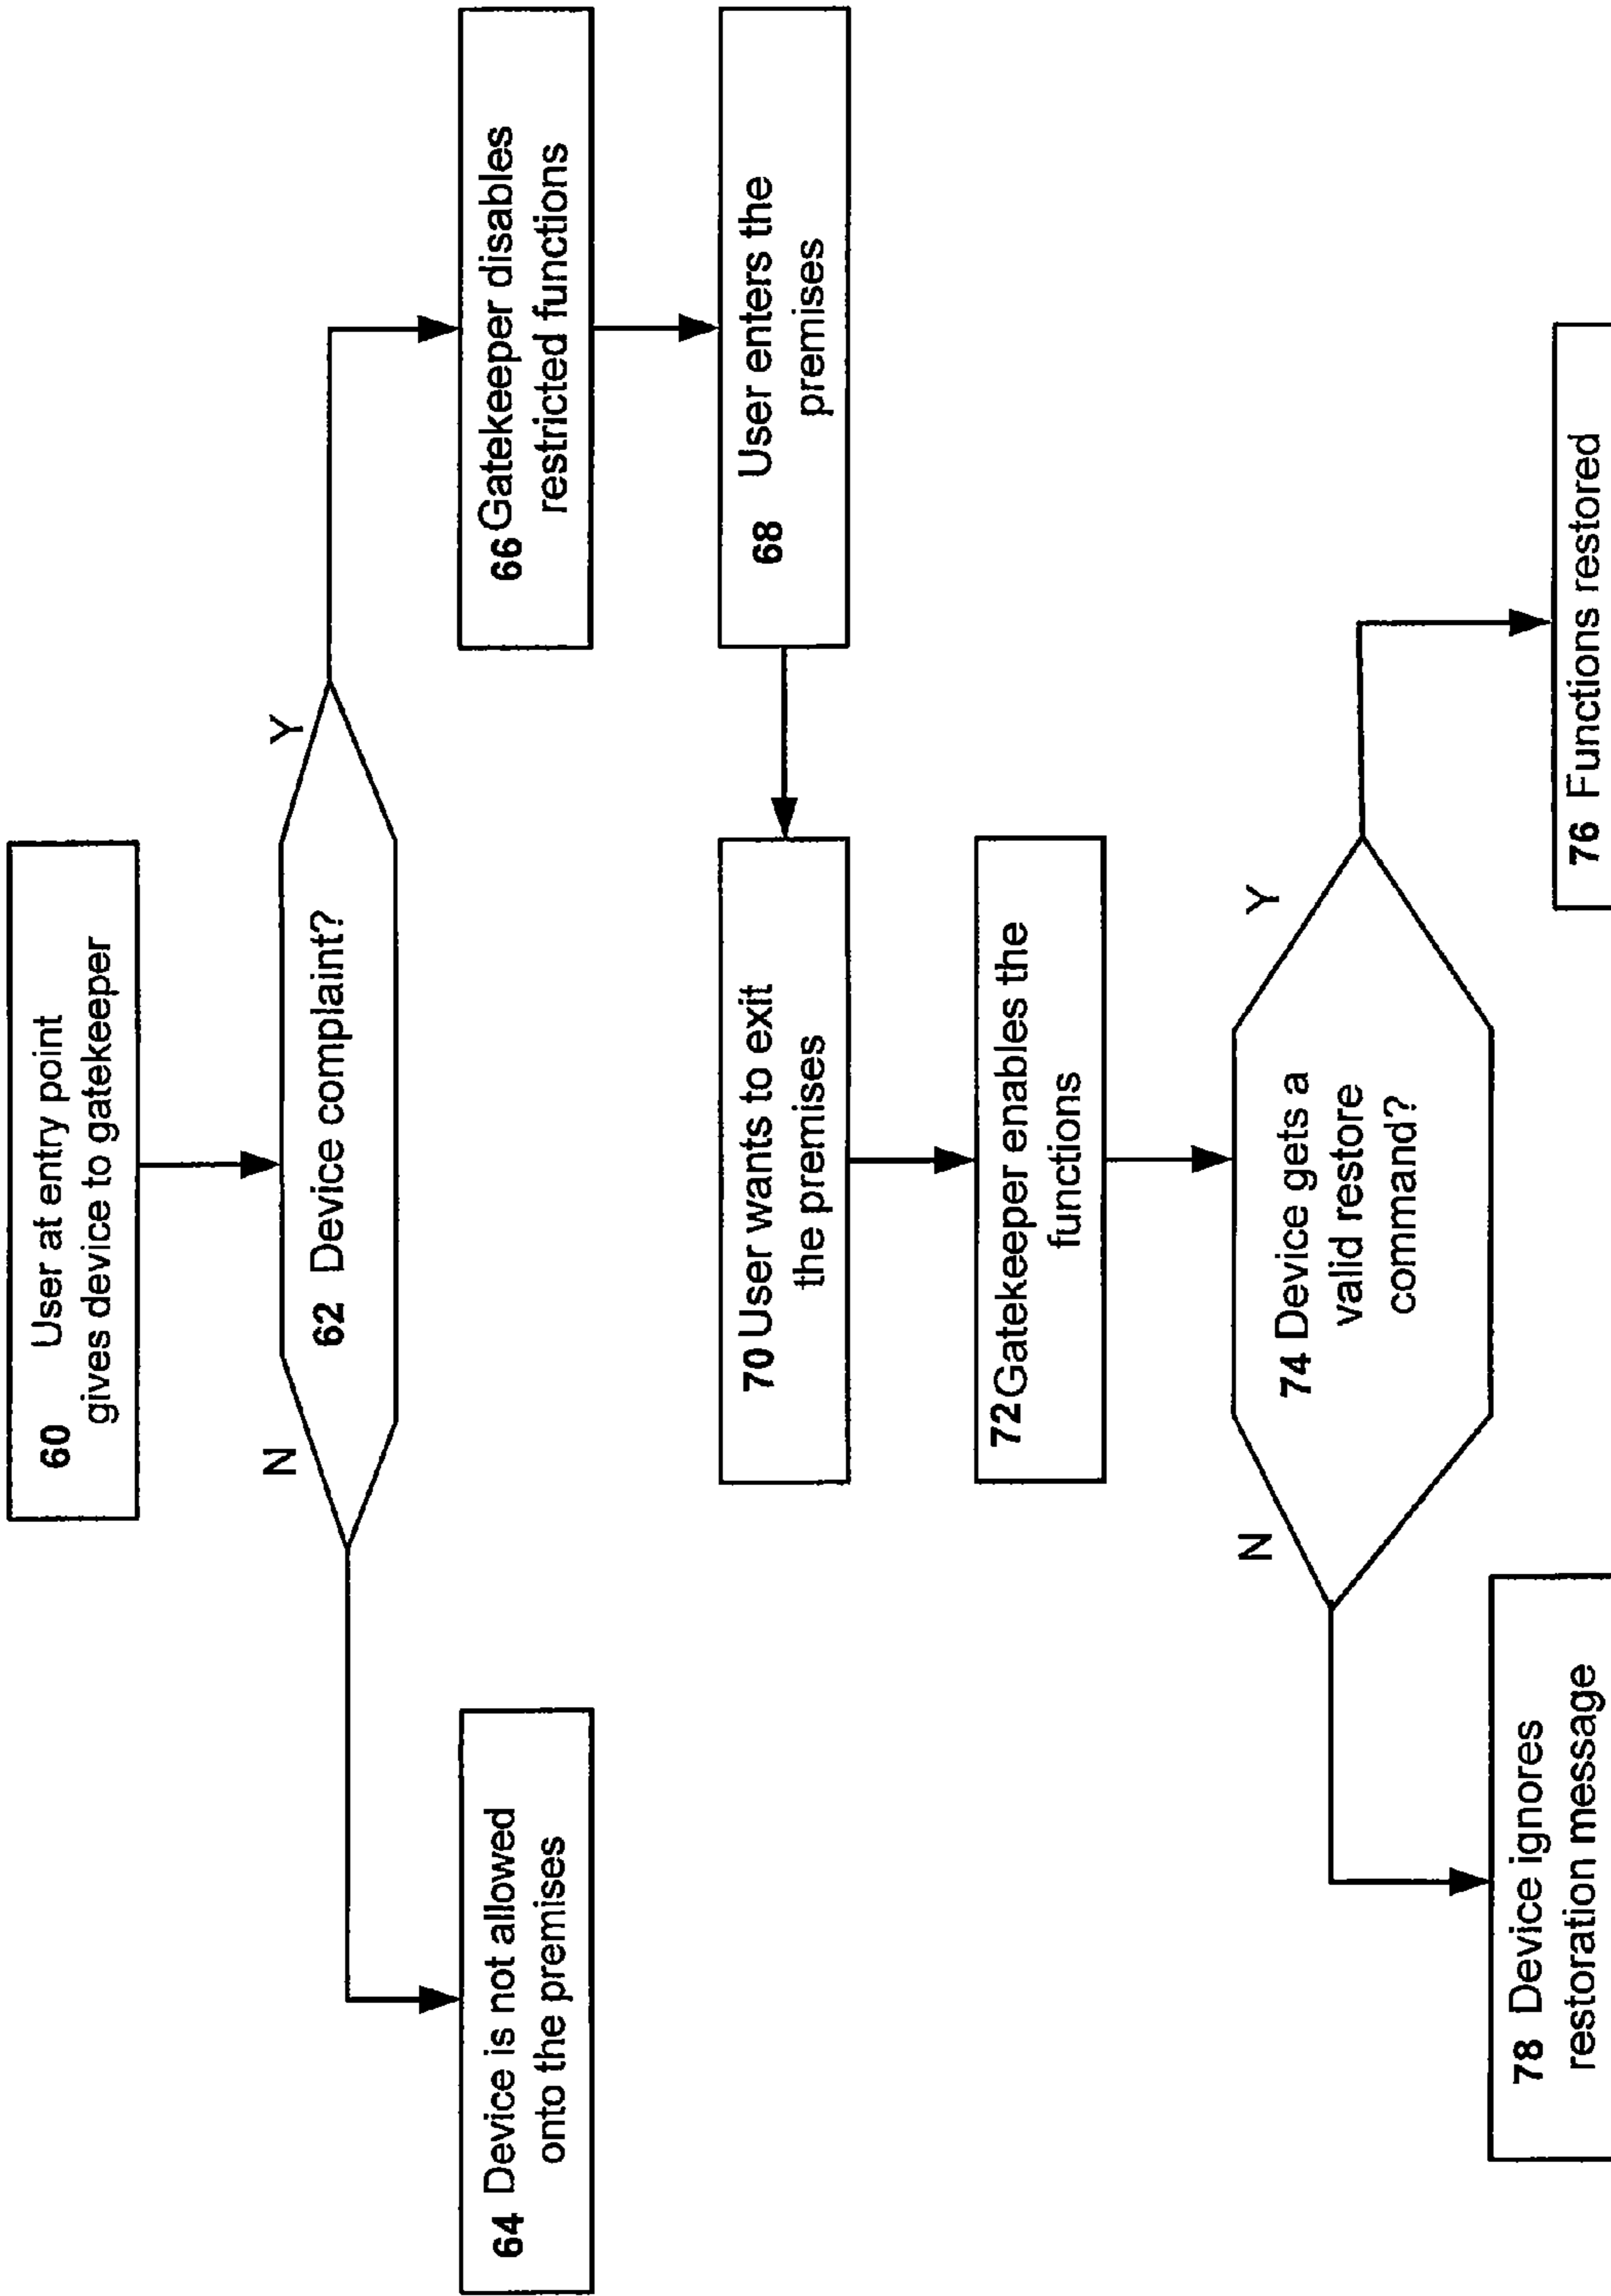 60 User at entry point
gives device to gatekeeper
62 Device complaint?
N
Y
64 Device is not allowed
onto the premises
66 Gatekeeper disables
restricted functions
68 User enters the
premises
70 User wants to exit
the premises
72 Gatekeeper enables the
functions
74 Device gets a
valid restore
command?
N
Y
78 Device ignores
restoration message
76 Functions restored